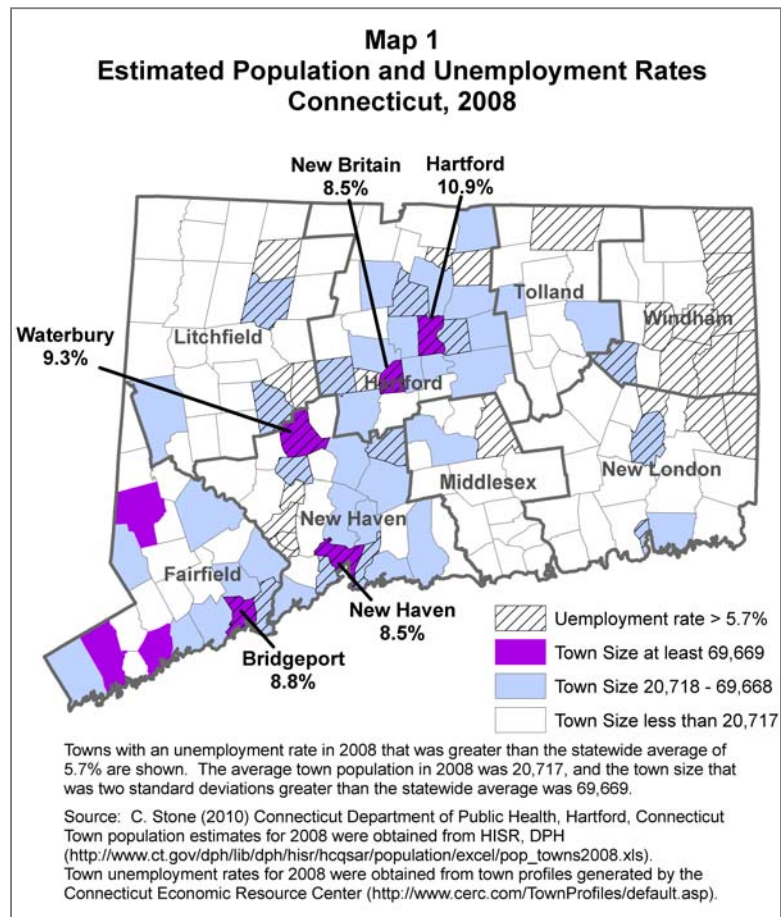 Map 1
Estimated Population and Unemployment Rates
Connecticut, 2008
New Britain
8.5%
Hartford
10.9%
Waterbury
9.3%
Litchfield
Tolland
Windham
Hartford
Middlesex
New London
New Haven
Fairfield
New Haven
8.5%
Bridgeport
8.8%
Uemployment rate > 5.7%
Town Size at least 69,669
Town Size 20,718 - 69,668
Town Size less than 20,717
Towns with an unemployment rate in 2008 that was greater than the statewide average of
5.7% are shown.  The average town population in 2008 was 20,717, and the town size that
was two standard deviations greater than the statewide average was 69,669.
Source:  C. Stone (2010) Connecticut Department of Public Health, Hartford, Connecticut
Town population estimates for 2008 were obtained from HISR, DPH
(http://www.ct.gov/dph/lib/dph/hisr/hcqsar/population/excel/pop_towns2008.xls).
Town unemployment rates for 2008 were obtained from town profiles generated by the
Connecticut Economic Resource Center (http://www.cerc.com/TownProfiles/default.asp).